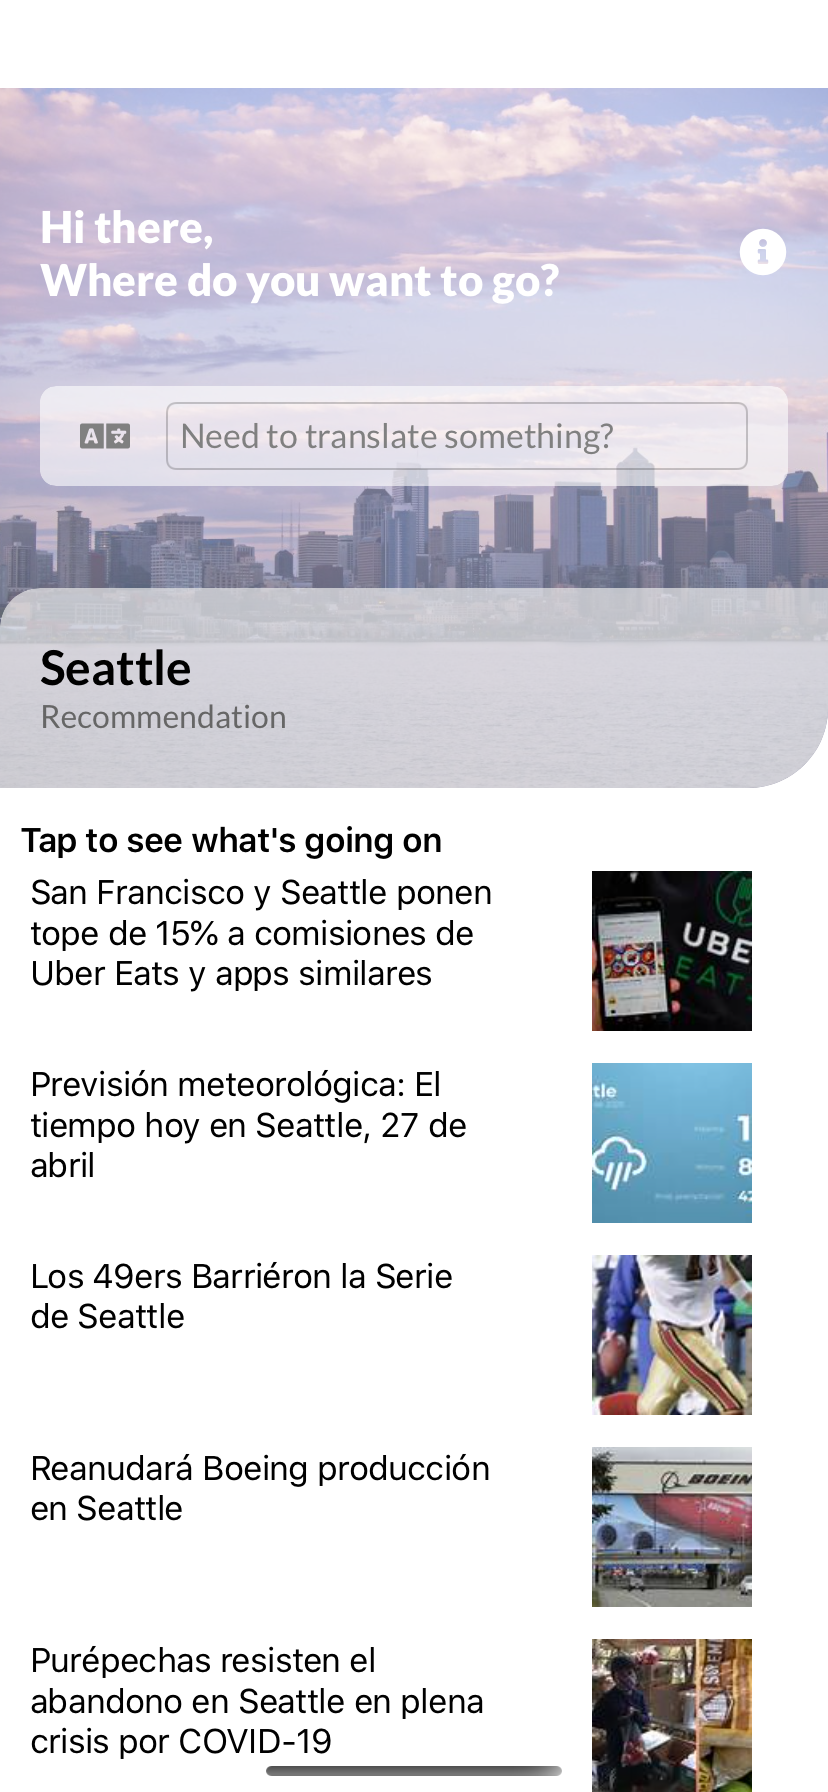 Hi there,
Where do you want to go?
A
Need to translate something?
Seattle
Recommendation
Tap to see what's going on
San Francisco y Seattle ponen
tope de 15% a comisiones de
Uber Eats y apps similares
UBE
EAT
Previsión meteorológica: El
tiempo hoy en Seattle, 27 de
abril
tle
1
8
42
Los 49ers Barriéron la Serie
de Seattle
Reanudará Boeing producción
en Seattle
BOEIN
Purépechas resisten el
abandono en Seattle en plena
crisis por COVID-19